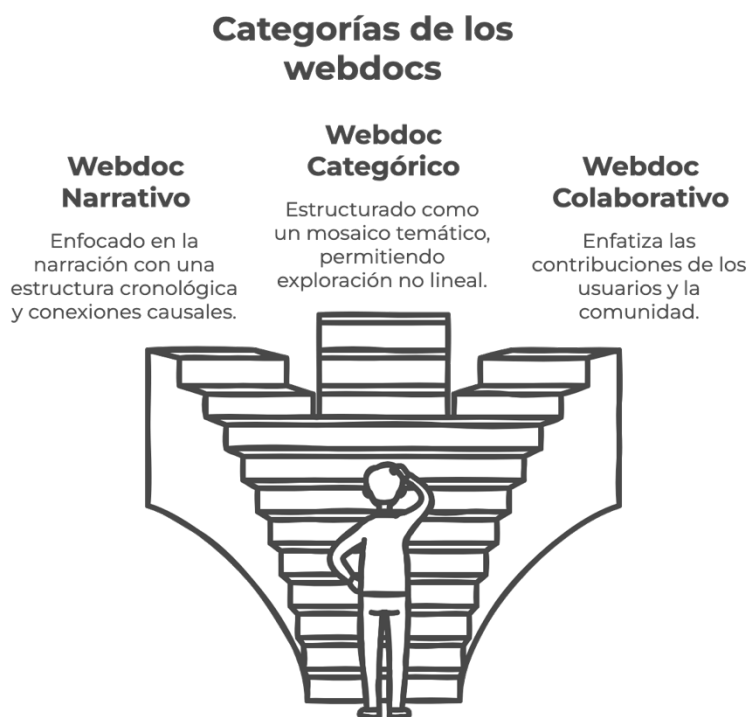 Categorías de los
webdocs
Webdoc
Narrativo
Enfocado en la
narración con una
estructura cronológica
y conexiones causales.
Webdoc
Categórico
Estructurado como
un mosaico temático,
permitiendo
exploración no lineal.
Webdoc
Colaborativo
Enfatiza las
contribuciones de los
usuarios y la
comunidad.